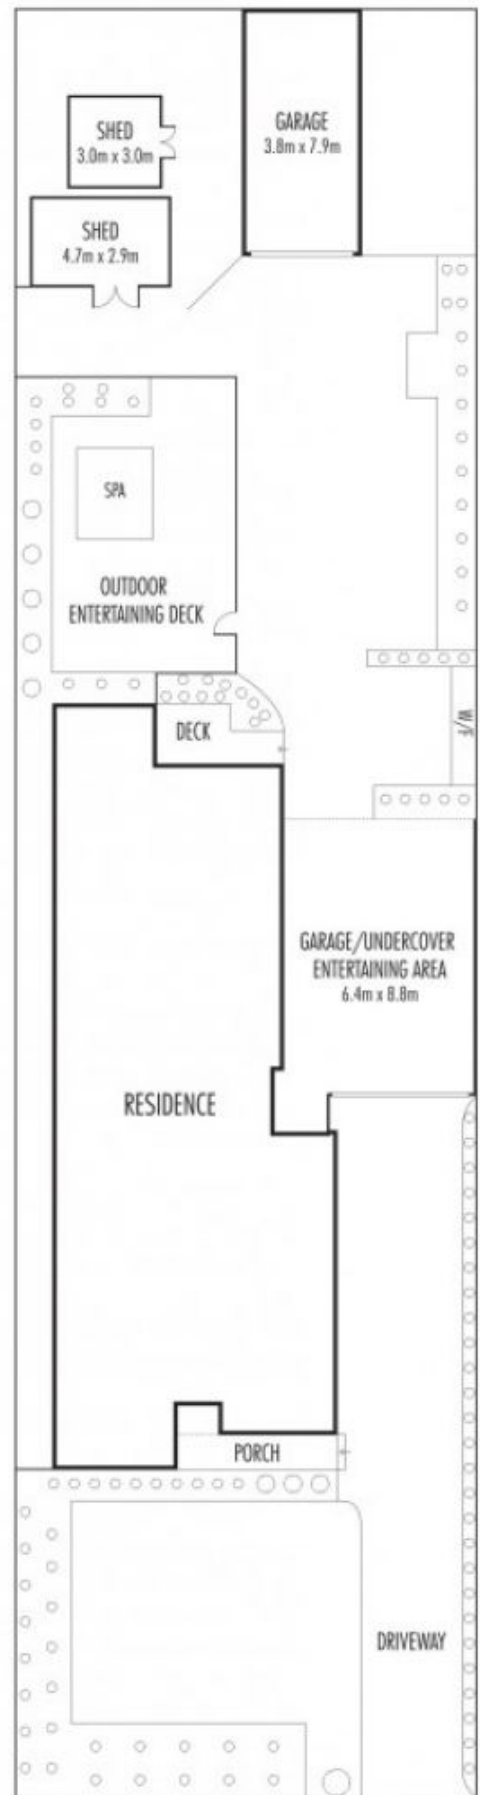 GARAGE
3.8m x 7.9m
SHED
3.0m x 3.0m
SHED
4.7m x 2.9m
SPA
OUTDOOR
ENTERTAINING DECK
DECK
W/F
GARAGE/UNDERCOVER
ENTERTAINING AREA
6.4m x 8.8m
RESIDENCE
PORCH
DRIVEWAY